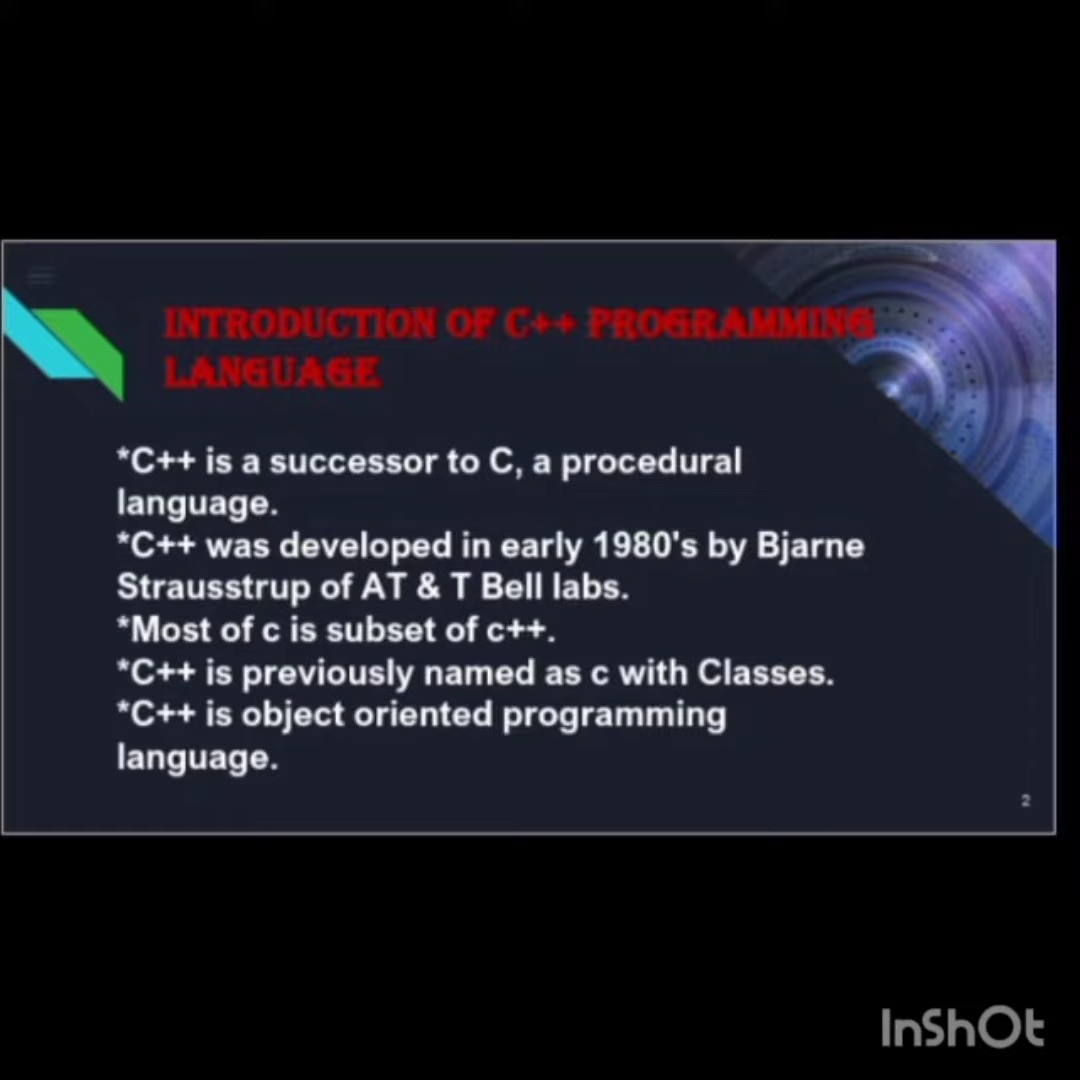 INTRODUCTION OF C++ PROGRAMMING
LANGUAGE
*C++ is a successor to C, a procedural
language.
*C++ was developed in early 1980's by Bjarne
Strausstrup of AT & T Bell labs.
*Most of c is subset of c++.
*C++ is previously named as c with Classes.
*C++ is object oriented programming
language.
2
InShOt